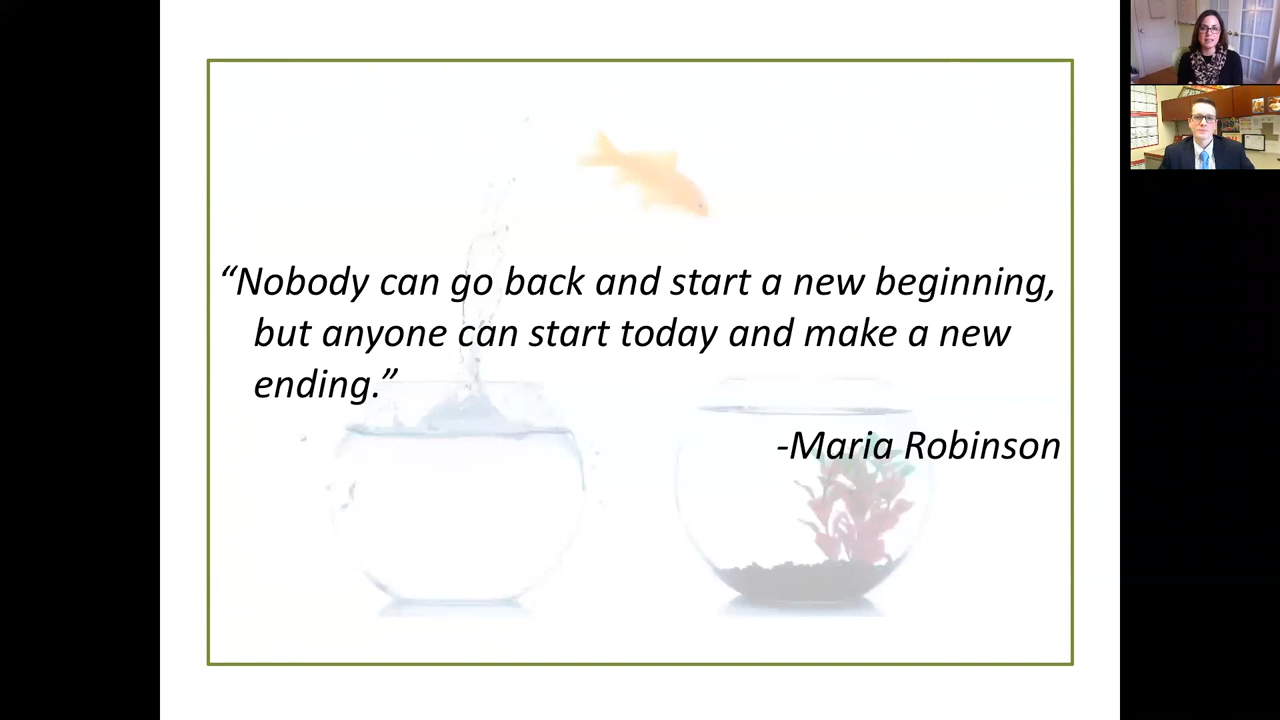 “Nobody can go back and start a new beginning,
but anyone can start today and make a new
ending.”
-Maria Robinson